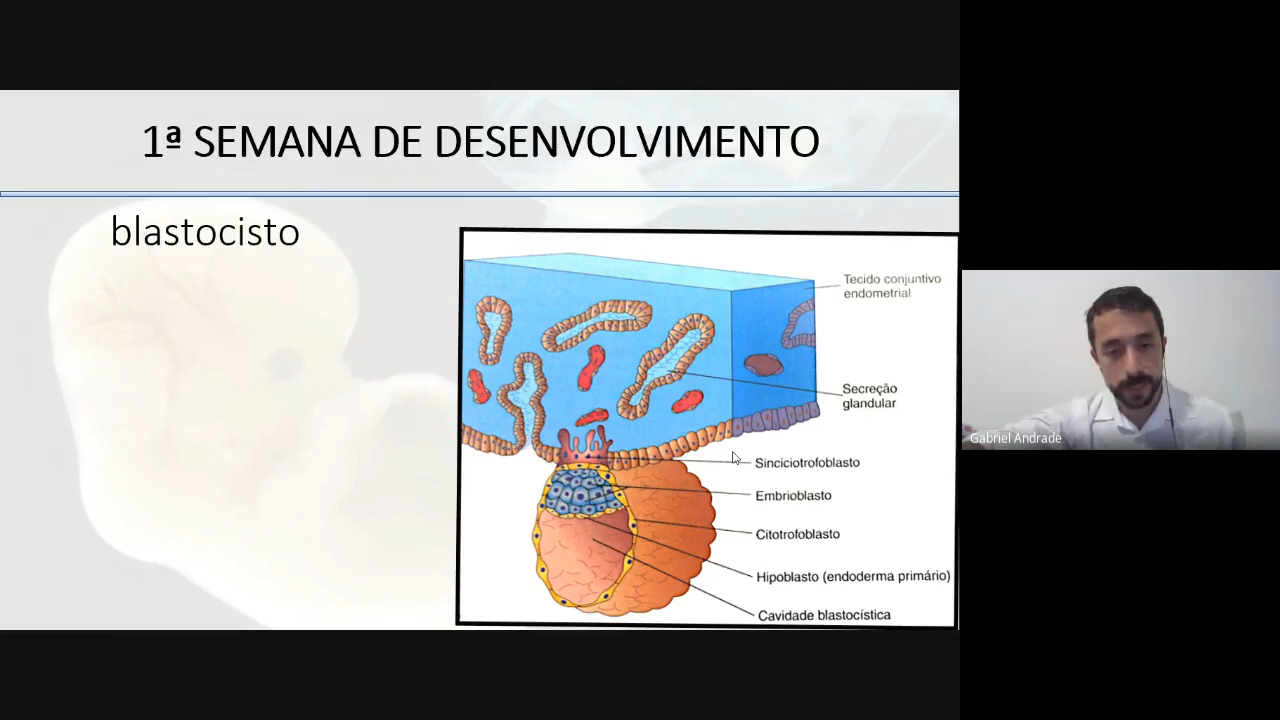 1ª SEMANA DE DESENVOLVIMENTO
blastocisto
Tecido conjuntivo
endometrial
Secreção
glandular
Sinciciotrofoblasto
Embrioblasto
Citotrofoblasto
Hipoblasto (endoderma primário)
Cavidade blastocística
Gabriel Andrade